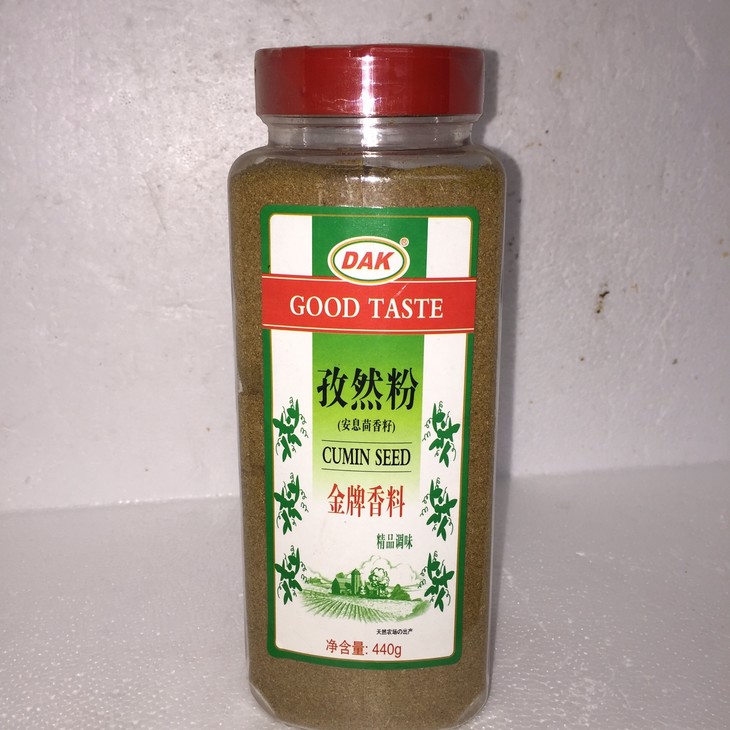 DAK®
GOOD TASTE
孜然粉
(安息茴香籽)
CUMIN SEED
金牌香料
精品调味
天然农场の出产
净含量: 440g